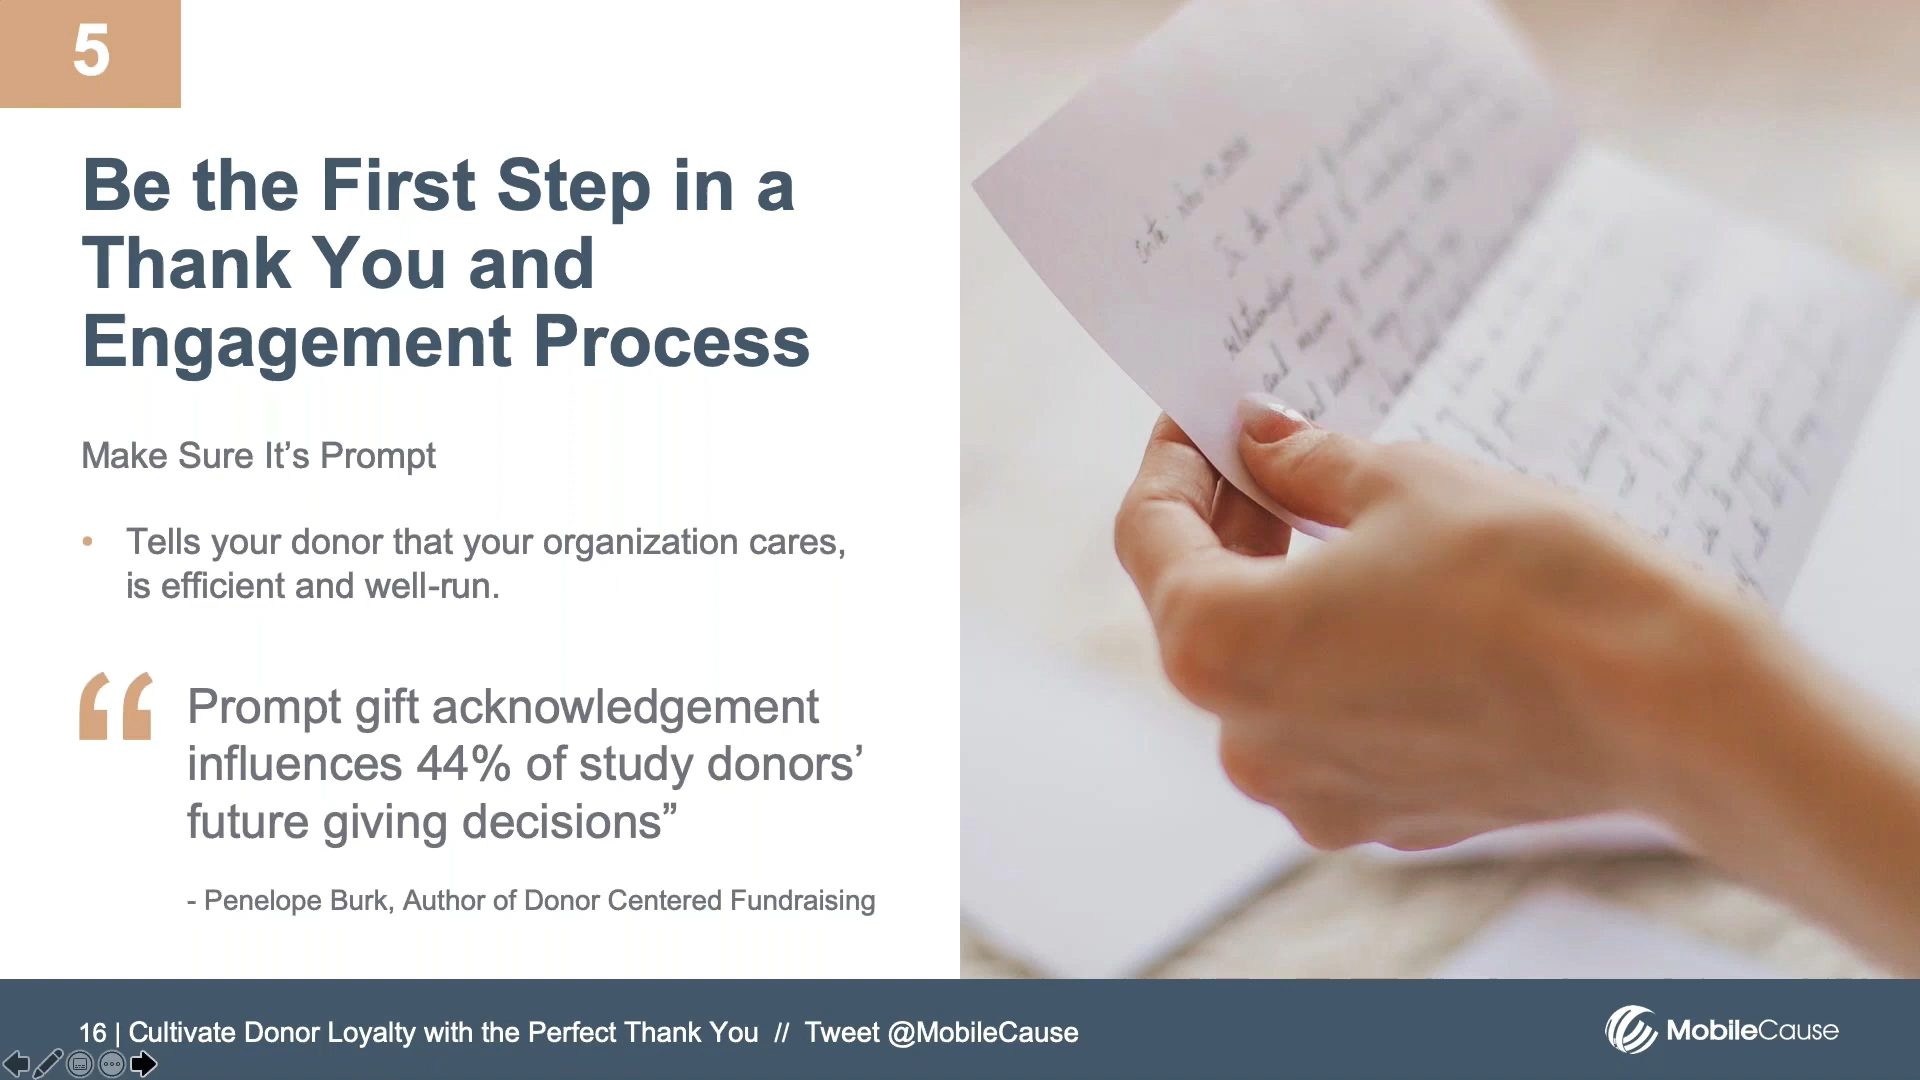 5
Be the First Step in a
Thank You and
Engagement Process
Make Sure It’s Prompt
• Tells your donor that your organization cares,
is efficient and well-run.
“ Prompt gift acknowledgement
influences 44% of study donors’
future giving decisions”
- Penelope Burk, Author of Donor Centered Fundraising
16 | Cultivate Donor Loyalty with the Perfect Thank You // Tweet @MobileCause
MobileCause